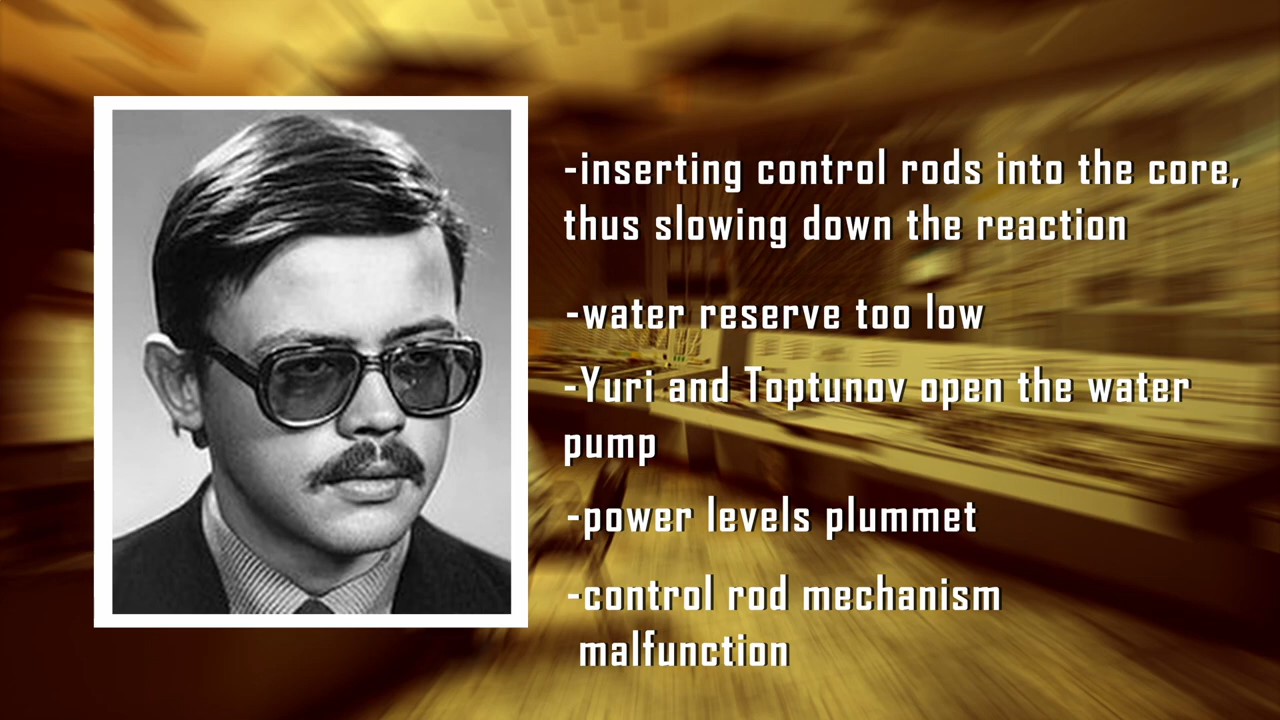 -inserting control rods into the core,
thus slowing down the reaction
-water reserve too low
-Yuri and Toptunov open the water
pump
-power levels plummet
-control rod mechanism
malfunction